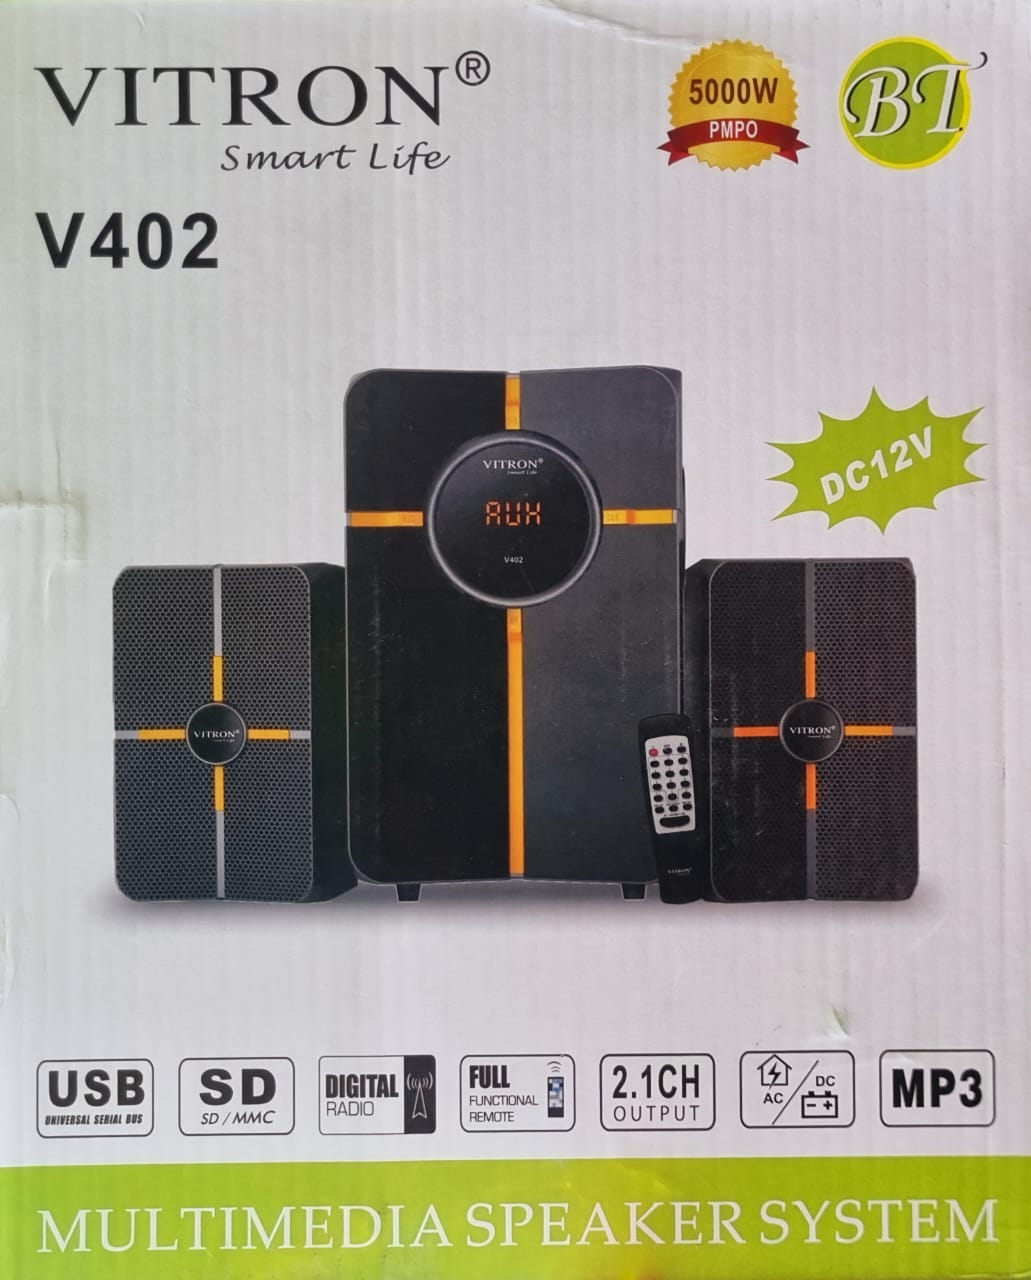 VITRON®
Smart Life
5000W
PMPO
BT
V402
DC12V
VITRON®
Smart Life
AUX
V402
VITRON®
Smart Life
VITRON®
Smart Life
VITRON
USB
UNIVERSAL SERIAL BUS
SD
SD / MMC
DIGITAL
RADIO
FULL
FUNCTIONAL
REMOTE
2.1CH
OUTPUT
AC
DC
MP3
MULTIMEDIA SPEAKER SYSTEM